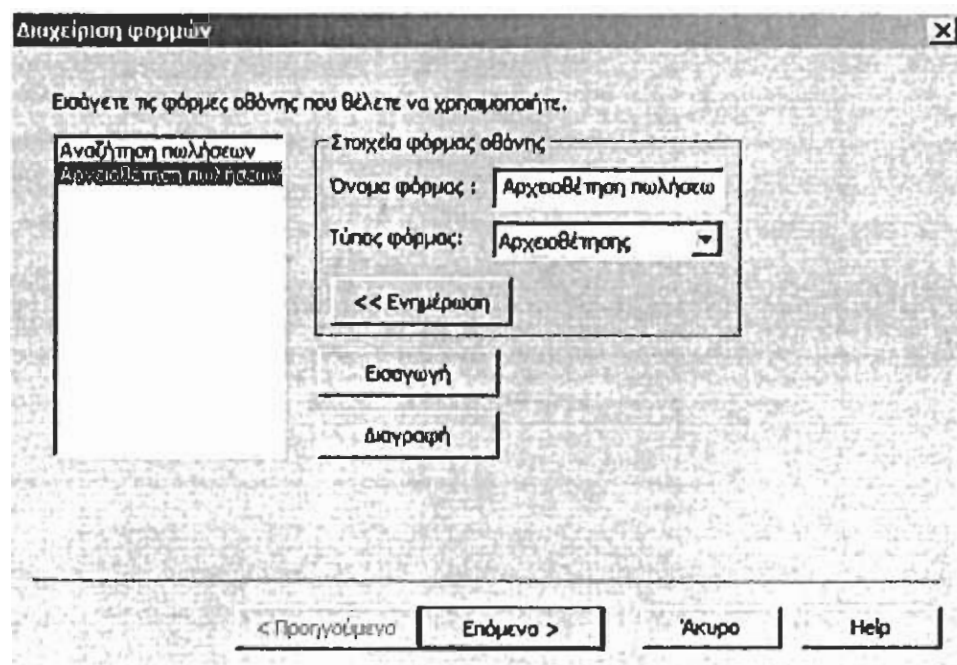 Διαχείριση φορμών
Εισάγετε τις φόρμες οθόνης που θέλετε να χρησιμοποιήτε.
Αναζήτηση πωλήσεων
Αρχειοθέτηση πωλήσεων
Στοιχεία φόρμας οθόνης
Όνομα φόρμας : Αρχειοθέτηση πωλήσεω
Τύπος φόρμας: Αρχειοθέτησης
<< Ενημέρωση
Εισαγωγή
Διαγραφή
< Προηγούμενο Επόμενο > Άκυρο Help